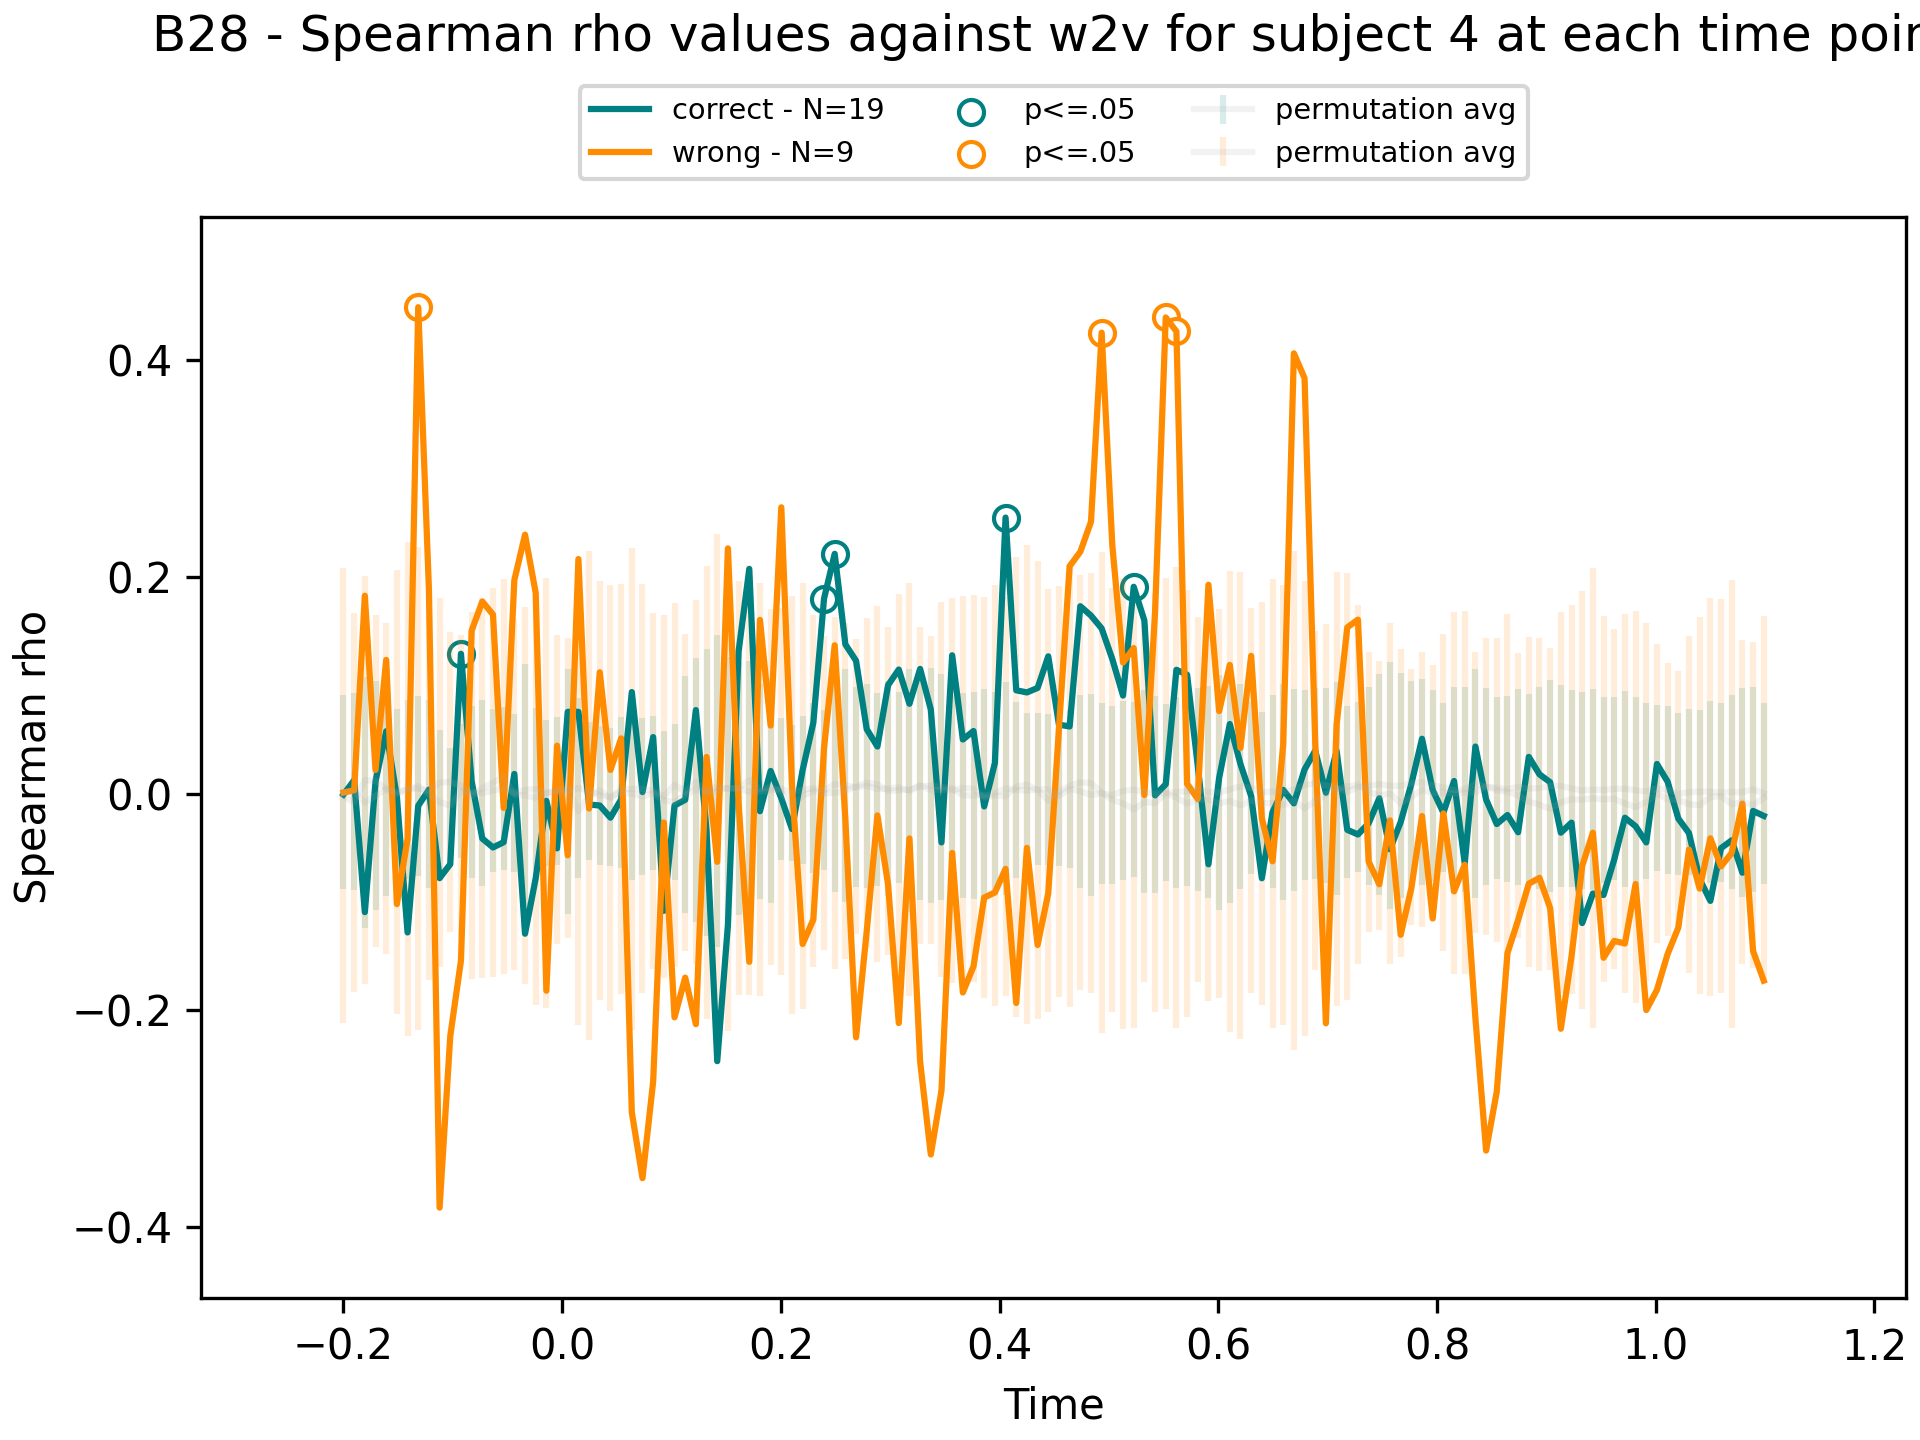 B28 - Spearman rho values against w2v for subject 4 at each time poin
correct - N=19 p<=.05 permutation avg
wrong - N=9 p<=.05 permutation avg
Spearman rho
0.4
0.2
0.0
−0.2
−0.4
−0.2 0.0 0.2 0.4 0.6 0.8 1.0 1.2
Time